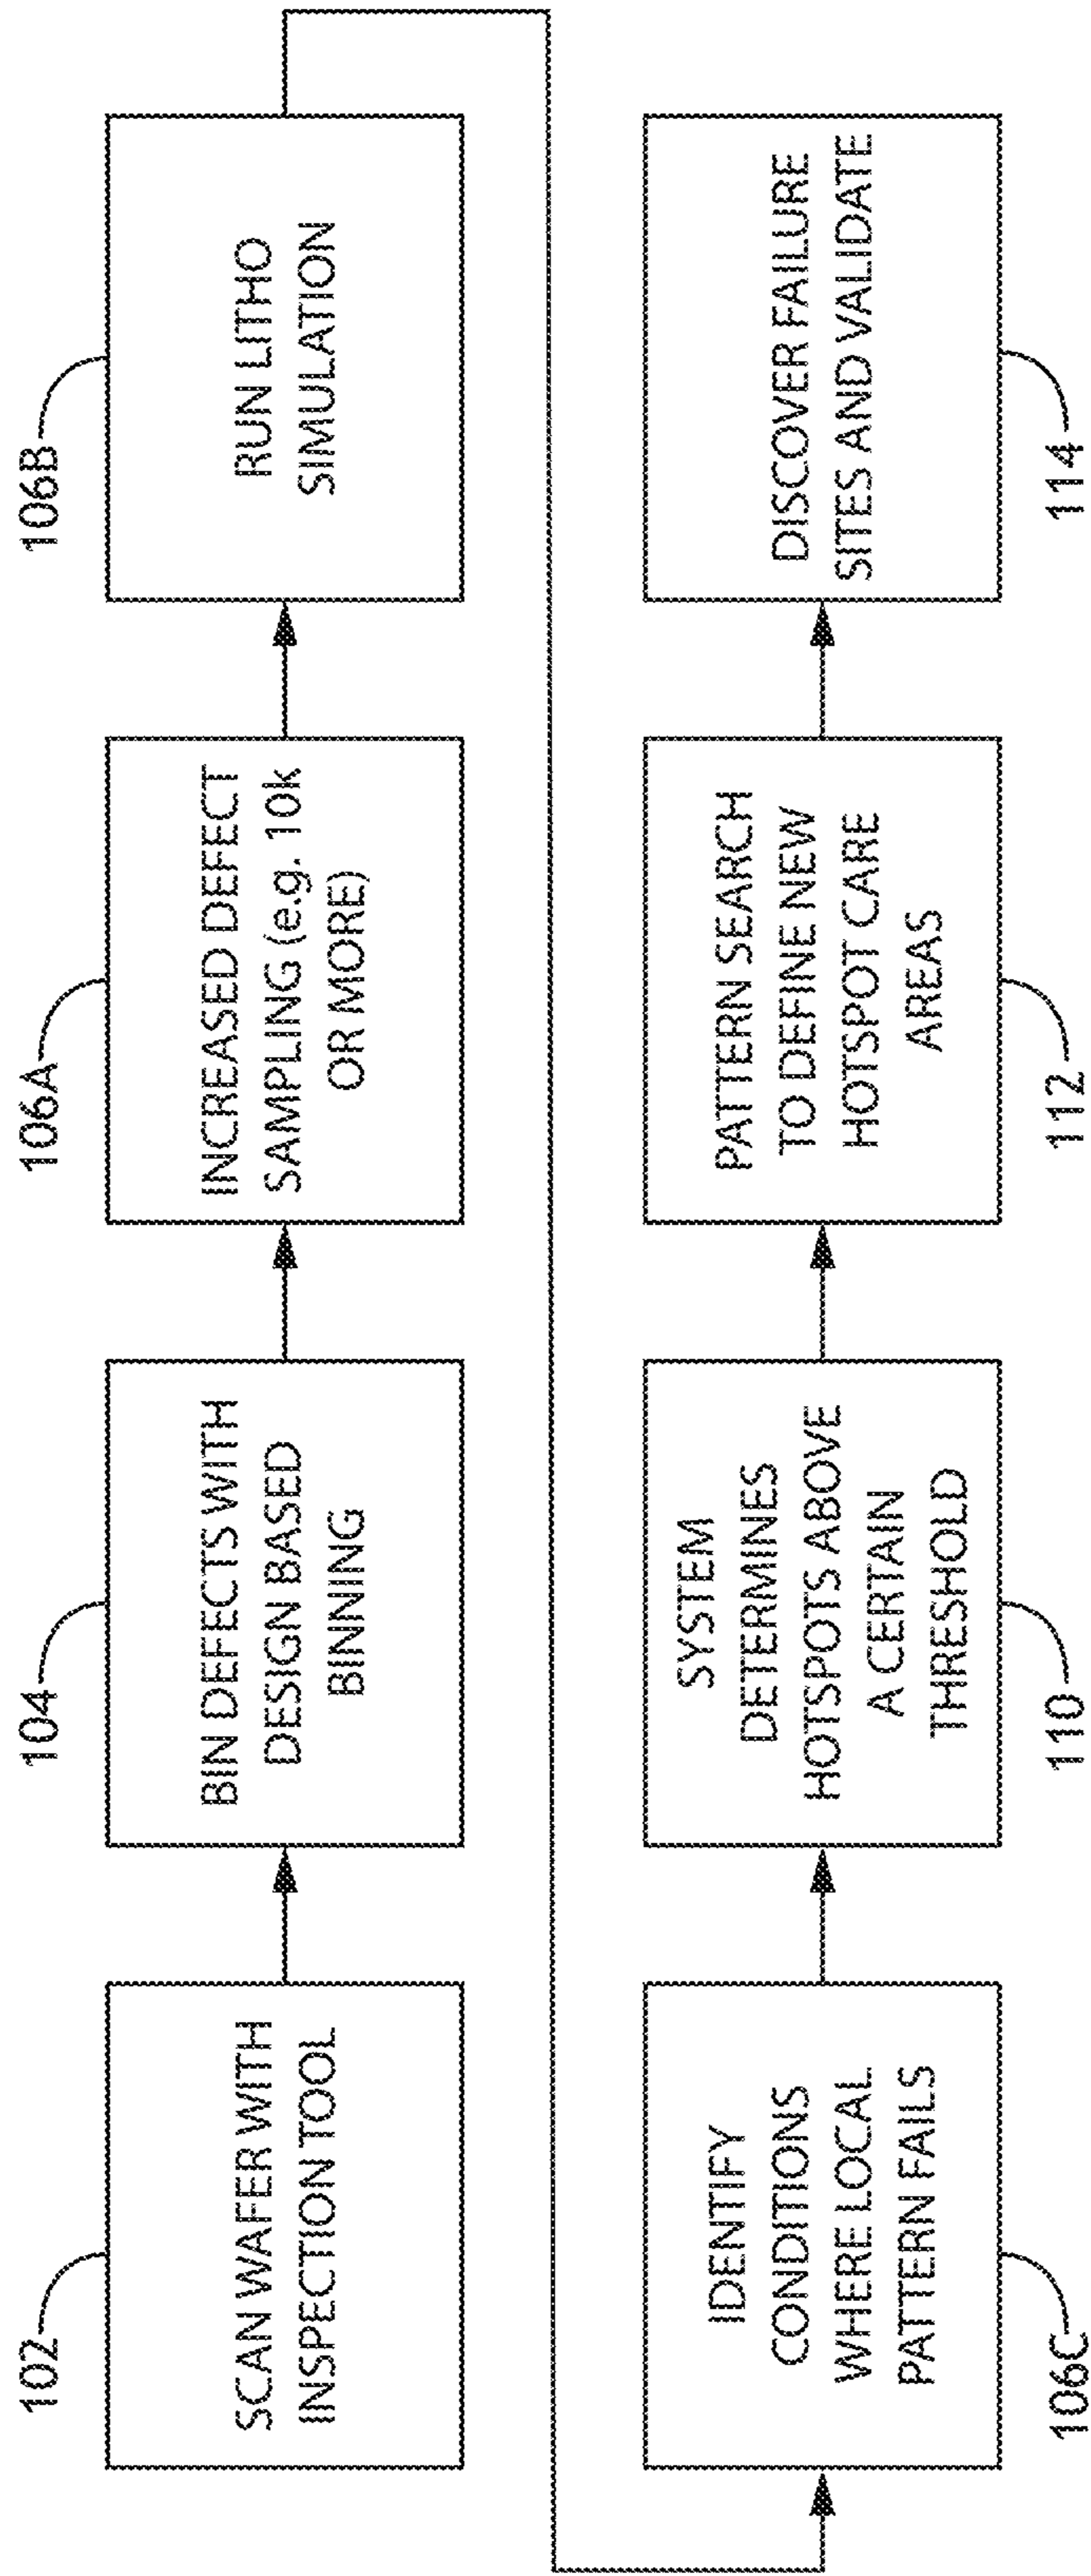 102
SCAN WAFER WITH
INSPECTION TOOL
104
BIN DEFECTS WITH
DESIGN BASED
BINNING
106A
INCREASED DEFECT
SAMPLING (e.g. 10k
OR MORE)
106B
RUN LITHO
SIMULATION
IDENTIFY
CONDITIONS
WHERE LOCAL
PATTERN FAILS
106C
SYSTEM
DETERMINES
HOTSPOTS ABOVE
A CERTAIN
THRESHOLD
110
PATTERN SEARCH
TO DEFINE NEW
HOTSPOT CARE
AREAS
112
DISCOVER FAILURE
SITES AND VALIDATE
114